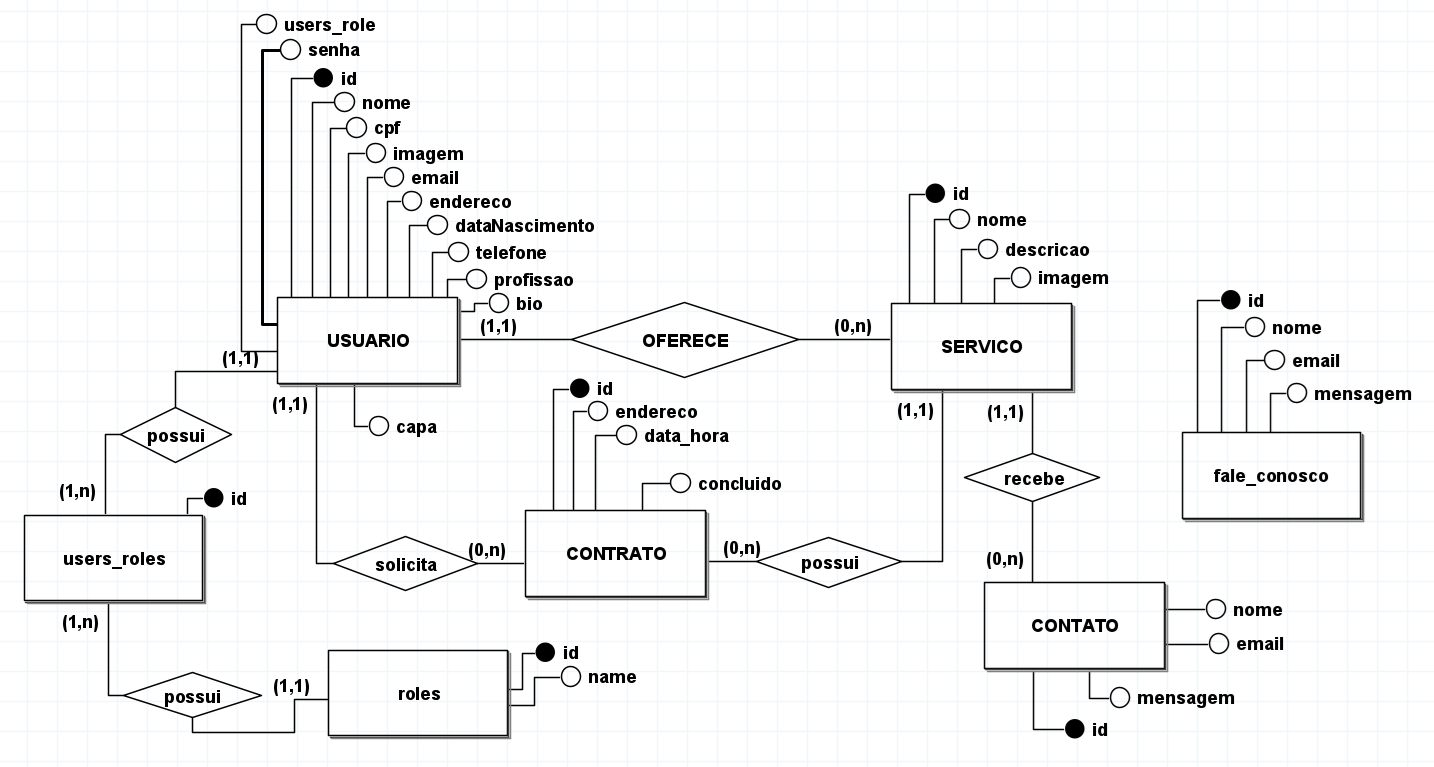 users_role
senha
id
nome
cpf
imagem
email
endereco
dataNascimento
telefone
profissao
bio
USUARIO
(1,1)
OFERECE
(0,n)
id
nome
descricao
imagem
SERVICO
id
nome
email
mensagem
fale_conosco
(1,1)
possui
(1,n)
id
users_roles
(1,1)
capa
solicita
(0,n)
id
endereco
data_hora
concluido
CONTRATO
(0,n)
possui
(1,1)
(1,1)
recebe
(0,n)
CONTATO
nome
email
mensagem
id
(1,n)
possui
(1,1)
roles
id
name